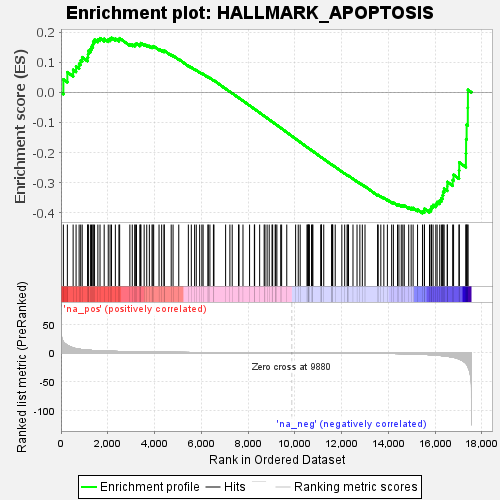 Enrichment plot: HALLMARK_APOPTOSIS
Enrichment score (ES)
0.2
0.1
0.0
-0.1
-0.2
-0.3
-0.4
'na_pos' (positively correlated)
Ranked list metric (PreRanked)
50
0
-50
-100
Zero cross at 9880
'na_neg' (negatively correlated)
0
2,000
4,000
6,000
8,000
10,000
12,000
14,000
16,000
18,000
Rank in Ordered Dataset
Enrichment profile
Hits
Ranking metric scores